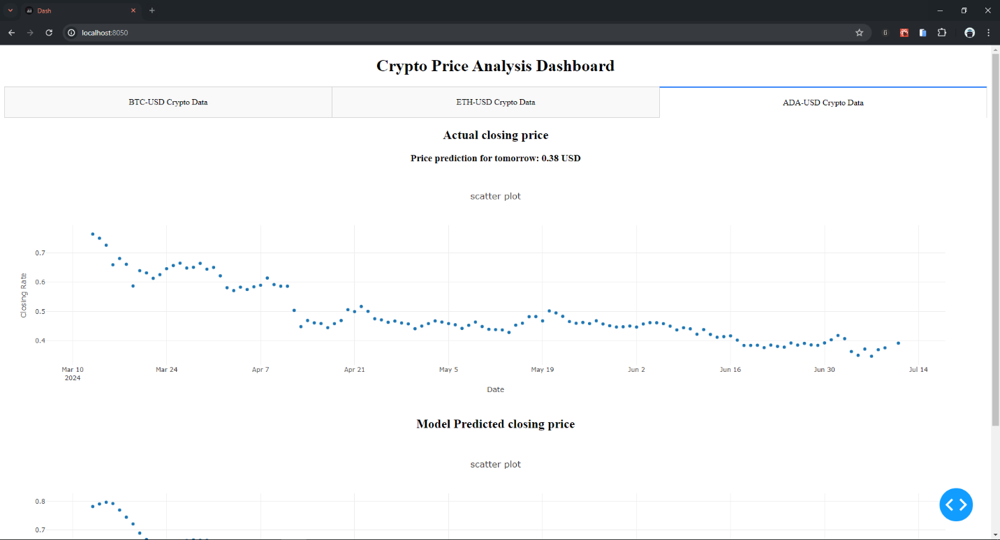 Dash
localhost:8050
Crypto Price Analysis Dashboard
BTC-USD Crypto Data
ETH-USD Crypto Data
ADA-USD Crypto Data
Actual closing price
Price prediction for tomorrow: 0.38 USD
scatter plot
Closing Rate
0.7
0.6
0.5
0.4
Mar 10
2024
Mar 24
Apr 7
Apr 21
May 5
May 19
Jun 2
Jun 16
Jun 30
Jul 14
Date
Model Predicted closing price
scatter plot
0.8
0.7